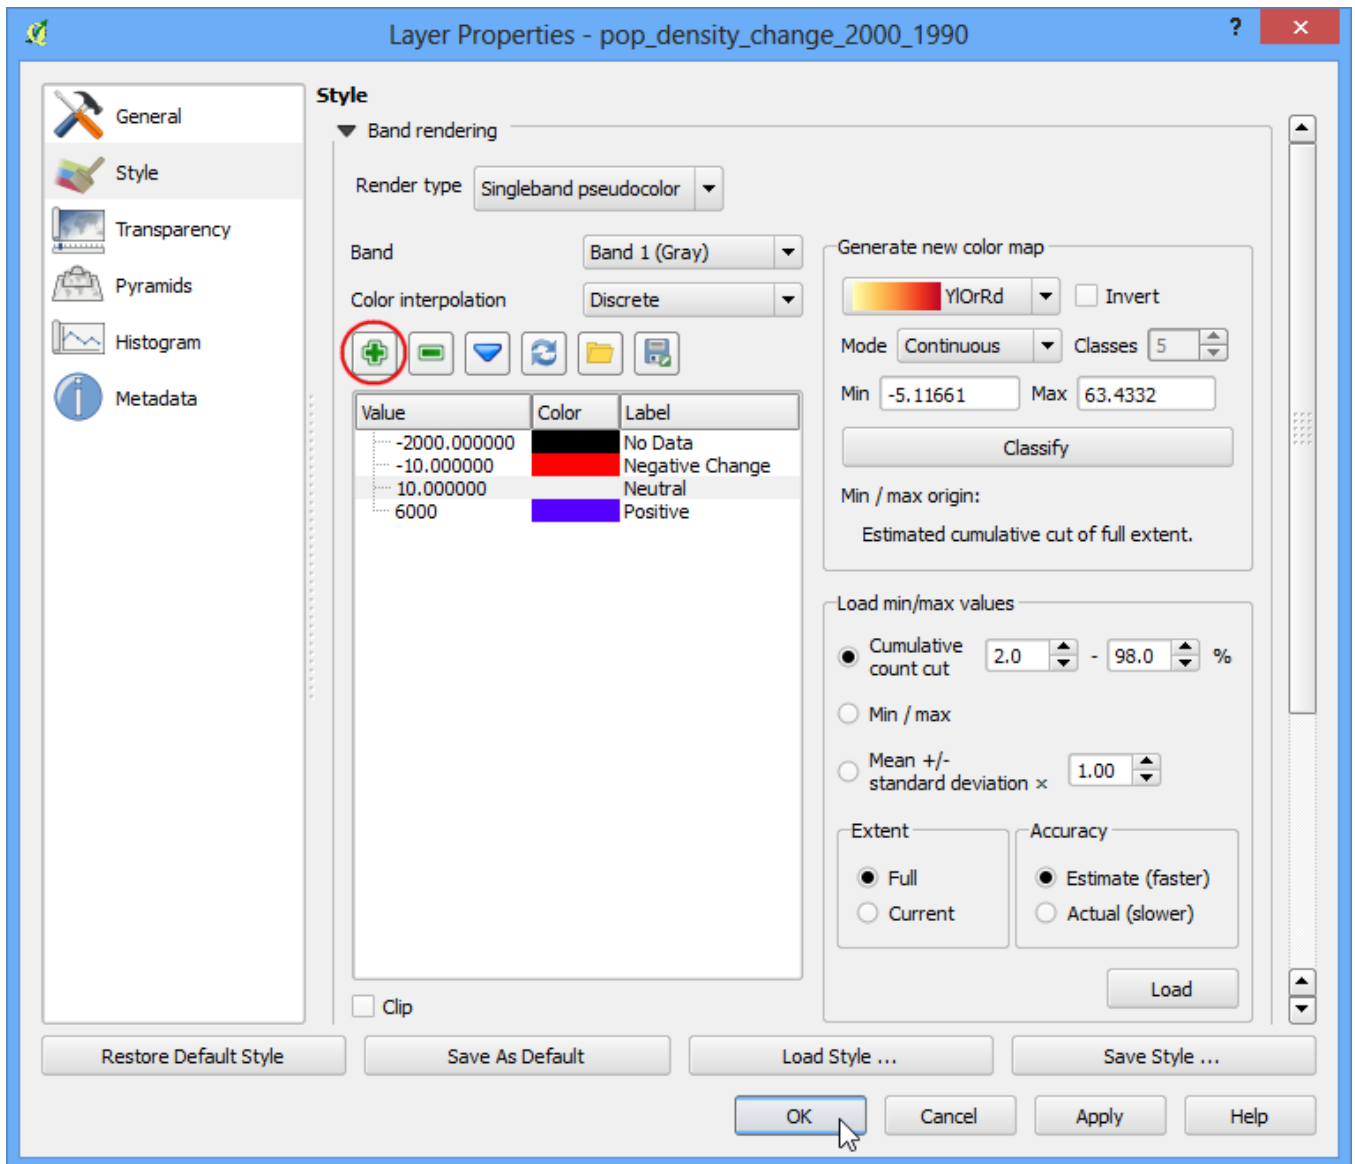 Layer Properties - pop_density_change_2000_1990
?
General
Style
Transparency
Pyramids
Histogram
Metadata
Style
Band rendering
Render type Singleband pseudocolor
Band Band 1 (Gray)
Color interpolation Discrete
Value Color Label
-2000.000000 No Data
-10.000000 Negative Change
10.000000 Neutral
6000 Positive
Clip
Generate new color map
YlOrRd Invert
Mode Continuous Classes 5
Min -5.11661 Max 63.4332
Classify
Min / max origin:
Estimated cumulative cut of full extent.
Load min/max values
Cumulative
count cut 2.0 - 98.0 %
Min / max
Mean +/-
standard deviation × 1.00
Extent
Full
Current
Accuracy
Estimate (faster)
Actual (slower)
Load
Restore Default Style Save As Default Load Style ... Save Style ...
OK Cancel Apply Help